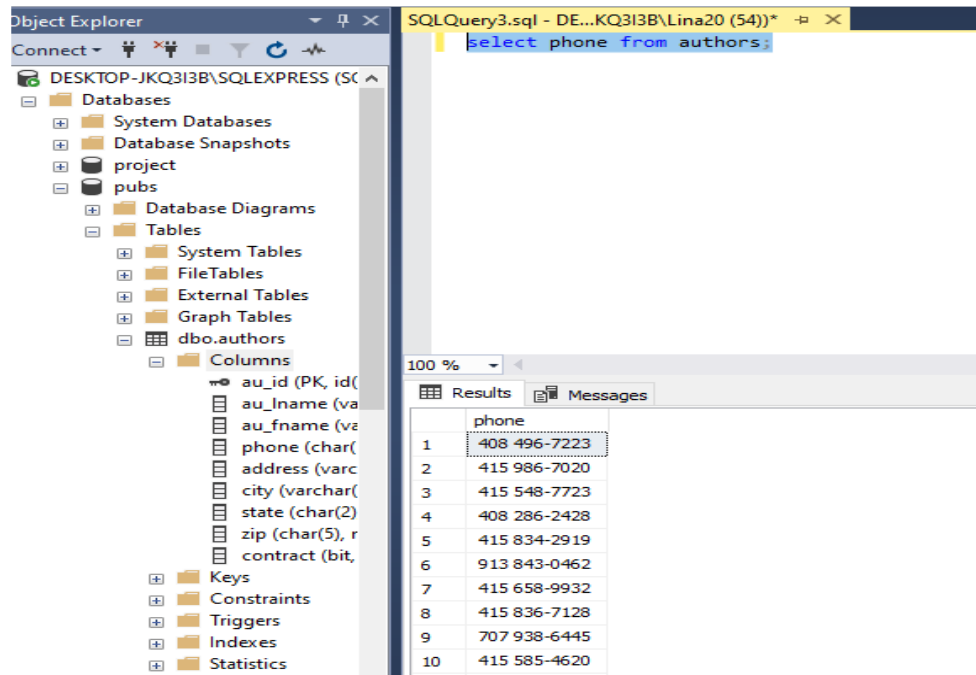 Object Explorer
Connect
DESKTOP-JKQ3I3B\SQLEXPRESS (SC
Databases
System Databases
Database Snapshots
project
pubs
Database Diagrams
Tables
System Tables
FileTables
External Tables
Graph Tables
dbo.authors
Columns
au_id (PK, id(
au_lname (va
au_fname (va
phone (char(
address (varc
city (varchar(
state (char(2)
zip (char(5), r
contract (bit,
Keys
Constraints
Triggers
Indexes
Statistics
SQLQuery3.sql - DE...KQ3I3B\Lina20 (54))*
select phone from authors;
100 %
Results Messages
phone
1 408 496-7223
2 415 986-7020
3 415 548-7723
4 408 286-2428
5 415 834-2919
6 913 843-0462
7 415 658-9932
8 415 836-7128
9 707 938-6445
10 415 585-4620